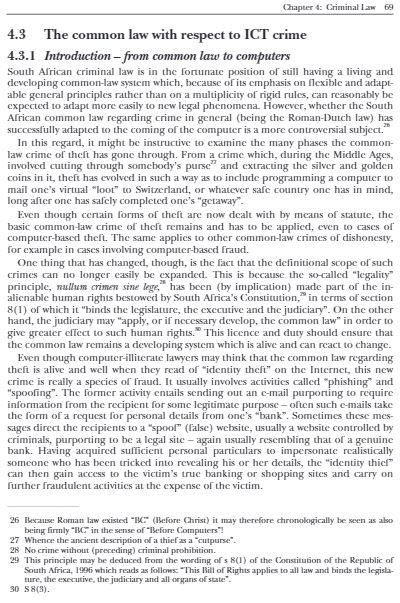 Chapter 4: Criminal Law 69
4.3 The common law with respect to ICT crime
4.3.1 Introduction – from common law to computers
South African criminal law is in the fortunate position of still having a living and
developing common-law system which, because of its emphasis on flexible and adapt-
able general principles rather than on a multiplicity of rigid rules, can reasonably be
expected to adapt more easily to new legal phenomena. However, whether the South
African common law regarding crime in general (being the Roman-Dutch law) has
successfully adapted to the coming of the computer is a more controversial subject.26
In this regard, it might be instructive to examine the many phases the common-
law crime of theft has gone through. From a crime which, during the Middle Ages,
involved cutting through somebody's purse27 and extracting the silver and golden
coins in it, theft has evolved in such a way as to include programming a computer to
mail one's virtual "loot" to Switzerland, or whatever safe country one has in mind,
long after one has safely completed one's "getaway".
Even though certain forms of theft are now dealt with by means of statute, the
basic common-law crime of theft remains and has to be applied, even to cases of
computer-based theft. The same applies to other common-law crimes of dishonesty,
for example in cases involving computer-based fraud.
One thing that has changed, though, is the fact that the definitional scope of such
crimes can no longer easily be expanded. This is because the so-called "legality"
principle, nullum crimen sine lege,28 has been (by implication) made part of the in-
alienable human rights bestowed by South Africa's Constitution,29 in terms of section
8(1) of which it "binds the legislature, the executive and the judiciary". On the other
hand, the judiciary may "apply, or if necessary develop, the common law" in order to
give greater effect to such human rights.30 This licence and duty should ensure that
the common law remains a developing system which is alive and can react to change.
Even though computer-illiterate lawyers may think that the common law regarding
theft is alive and well when they read of "identity theft" on the Internet, this new
crime is really a species of fraud. It usually involves activities called "phishing" and
"spoofing". The former activity entails sending out an e-mail purporting to require
information from the recipient for some legitimate purpose – often such e-mails take
the form of a request for personal details from one's "bank". Sometimes these mes-
sages direct the recipients to a "spoof" (false) website, usually a website controlled by
criminals, purporting to be a legal site – again usually resembling that of a genuine
bank. Having acquired sufficient personal particulars to impersonate realistically
someone who has been tricked into revealing his or her details, the "identity thief"
can then gain access to the victim's true banking or shopping sites and carry on
further fraudulent activities at the expense of the victim.
26 Because Roman law existed "BC" (Before Christ) it may therefore chronologically be seen as also
being firmly "BC" in the sense of "Before Computers"!
27 Whence the ancient description of a thief as a "cutpurse".
28 No crime without (preceding) criminal prohibition.
29 This principle may be deduced from the wording of s 8(1) of the Constitution of the Republic of
South Africa, 1996 which reads as follows: "This Bill of Rights applies to all law and binds the legisla-
ture, the executive, the judiciary and all organs of state".
30 S 8(3).